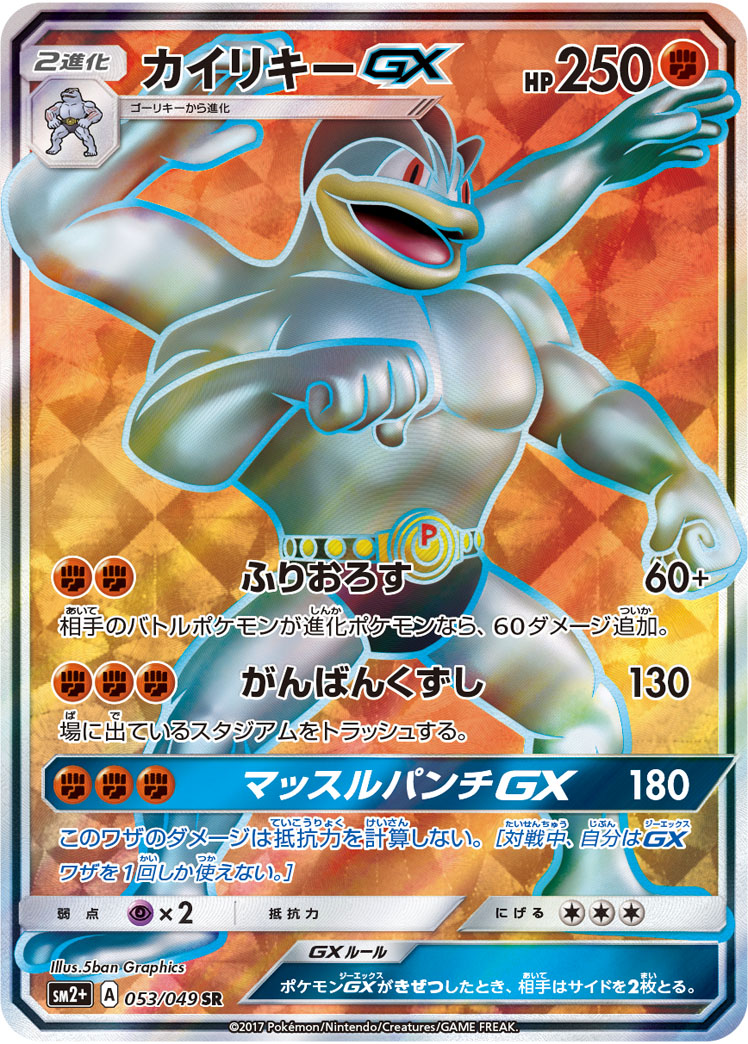 2進化 カイリキーGX HP250
ゴーリキーから進化
P
ふりおろす 60+
相手のバトルポケモンが進化ポケモンなら、60ダメージ追加。
がんばんくずし 130
場に出ているスタジアムをトラッシュする。
マッスルパンチGX 180
このワザのダメージは抵抗力を計算しない。[対戦中、自分はGX
ワザを1回しか使えない。]
弱点 ×2 抵抗力 にげる
GXルール
ポケモンGXがきぜつしたとき、相手はサイドを2枚とる。
Illus.5ban Graphics
SM2+ A 053/049 SR
©2017 Pokémon/Nintendo/Creatures/GAME FREAK.